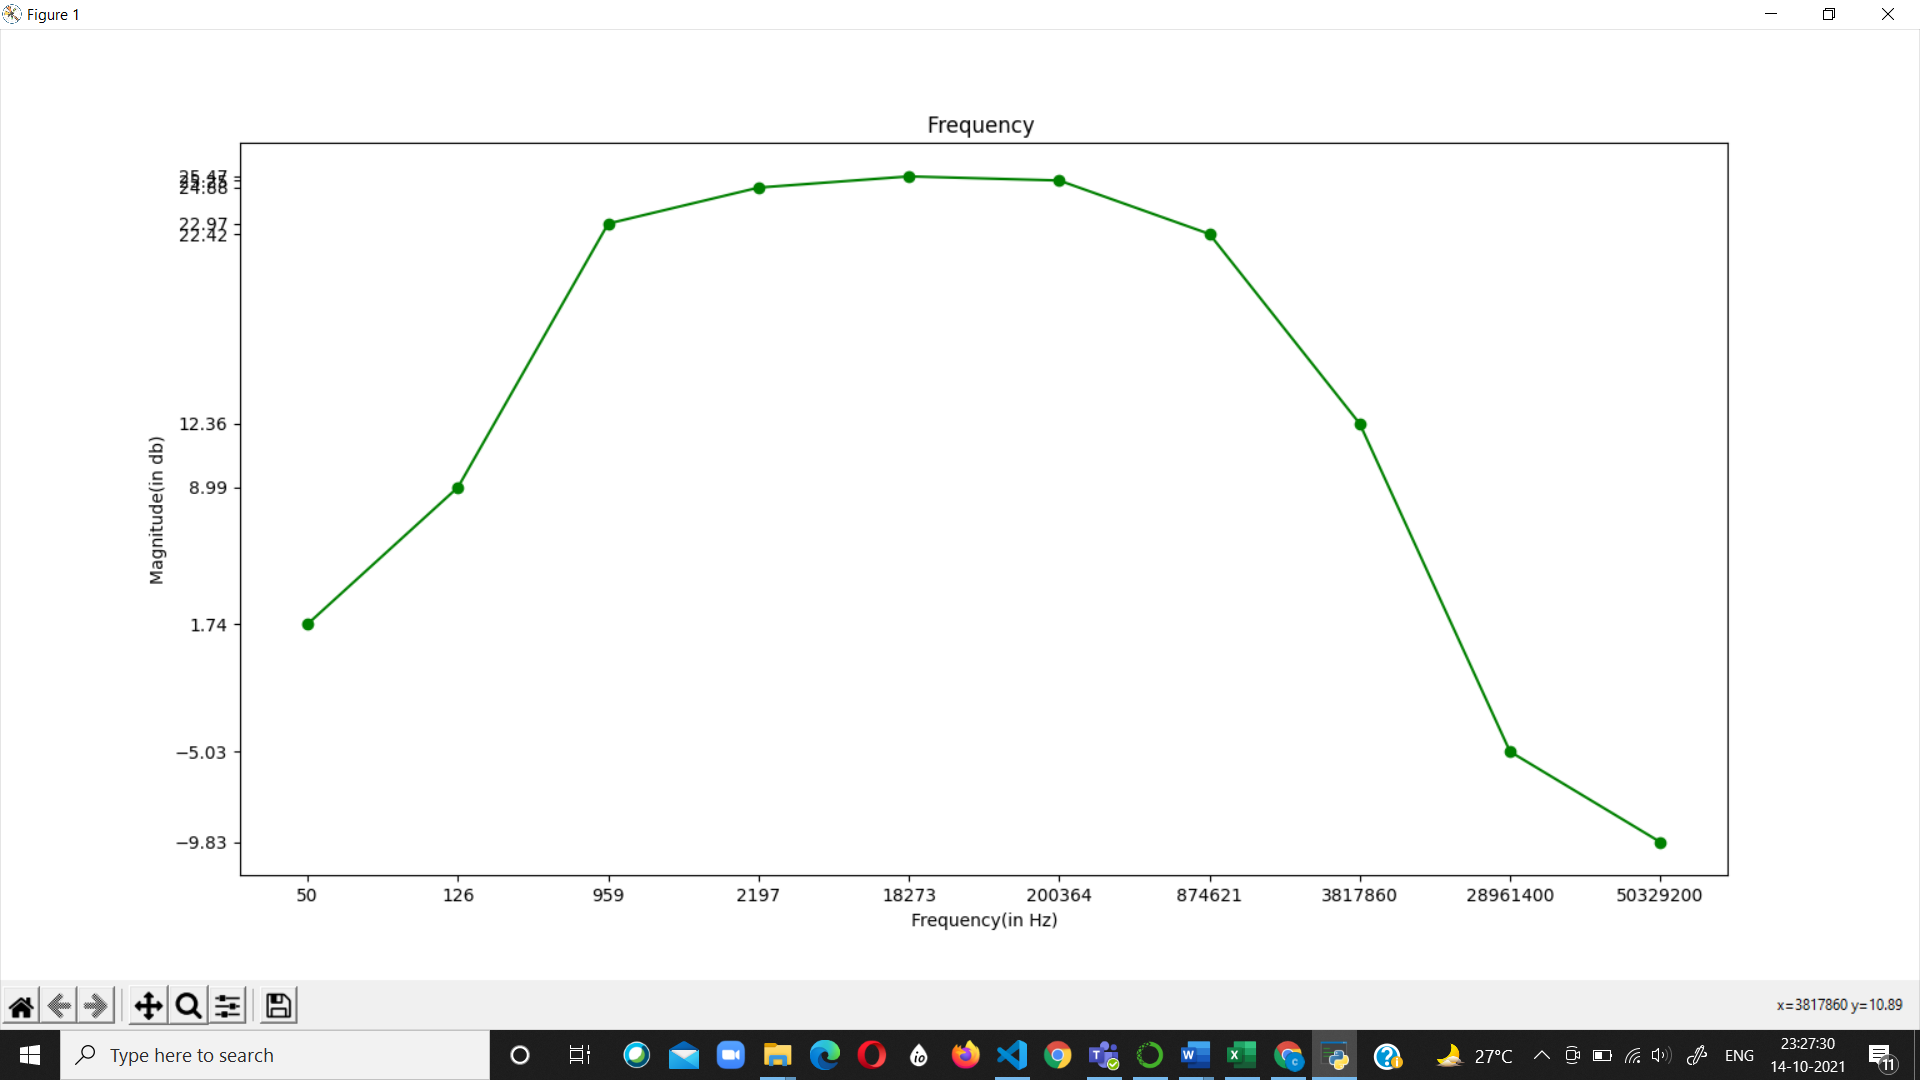 Figure 1
Frequency
25.47
24.88
22.97
22.42
12.36
8.99
1.74
−5.03
−9.83
Magnitude(in db)
50 126 959 2197 18273 200364 874621 3817860 28961400 50329200
Frequency(in Hz)
x=3817860 y=10.89
Type here to search
27°C
ENG
23:27:30
14-10-2021
11